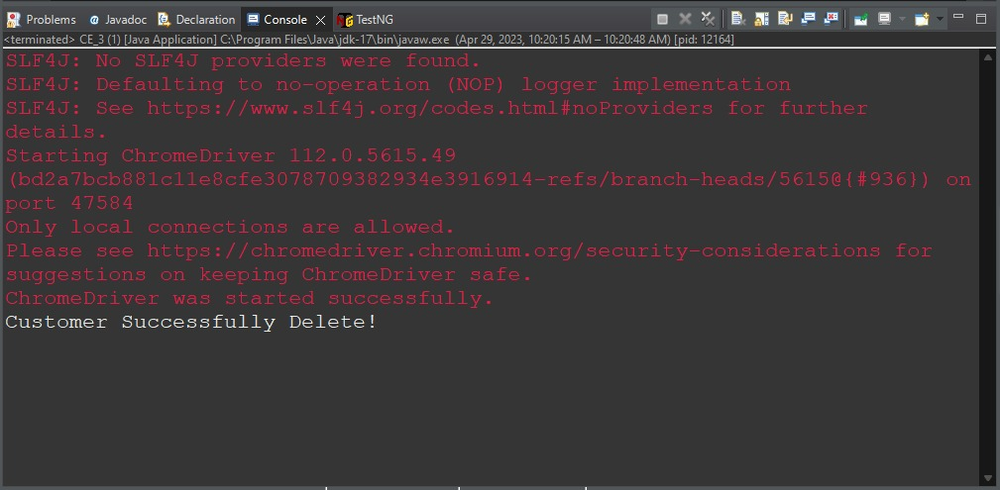 Problems @ Javadoc Declaration Console TestNG
<terminated> CE_3 (1) [Java Application] C:\Program Files\Java\jdk-17\bin\javaw.exe (Apr 29, 2023, 10:20:15 AM – 10:20:48 AM) [pid: 12164]
SLF4J: No SLF4J providers were found.
SLF4J: Defaulting to no-operation (NOP) logger implementation
SLF4J: See https://www.slf4j.org/codes.html#noProviders for further
details.
Starting ChromeDriver 112.0.5615.49
(bd2a7bcb881c11e8cfe3078709382934e3916914-refs/branch-heads/5615@{#936}) on
port 47584
Only local connections are allowed.
Please see https://chromedriver.chromium.org/security-considerations for
suggestions on keeping ChromeDriver safe.
ChromeDriver was started successfully.
Customer Successfully Delete!